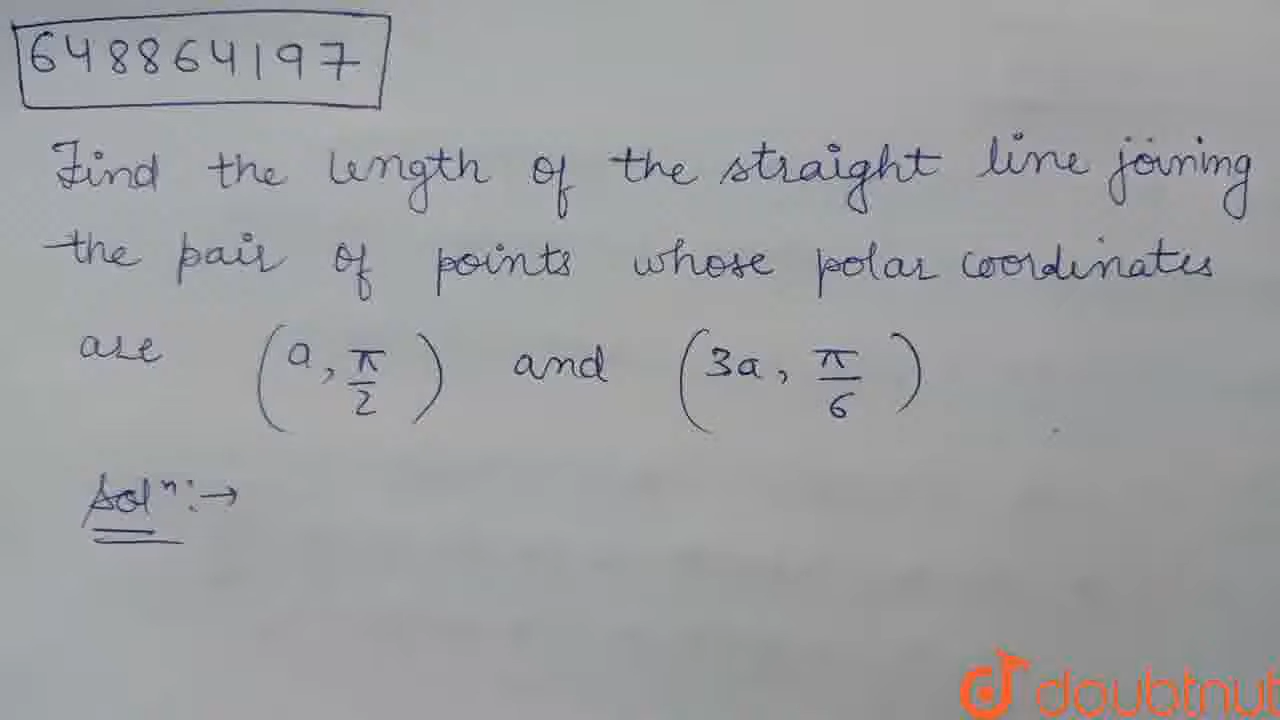 648864197
Find the length of the straight line joining
the pair of points whose polar coordinates
are (a, π/2) and (3a, π/6)
Solⁿ:→
doubtnut